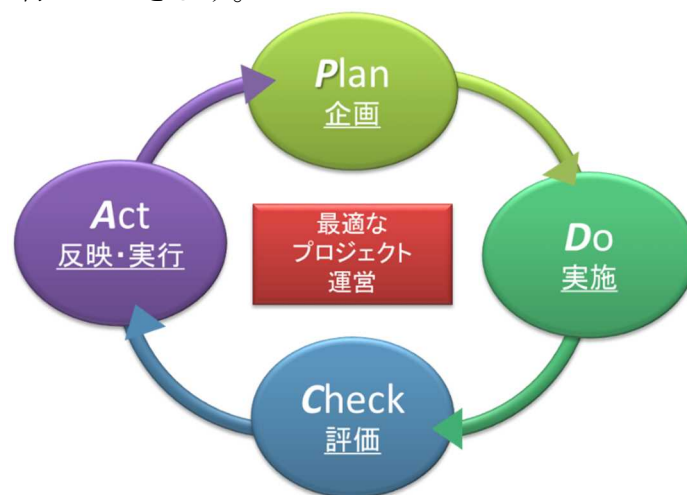 Plan
企画
Do
実施
Check
評価
Act
反映・実行
最適な
プロジェクト
運営